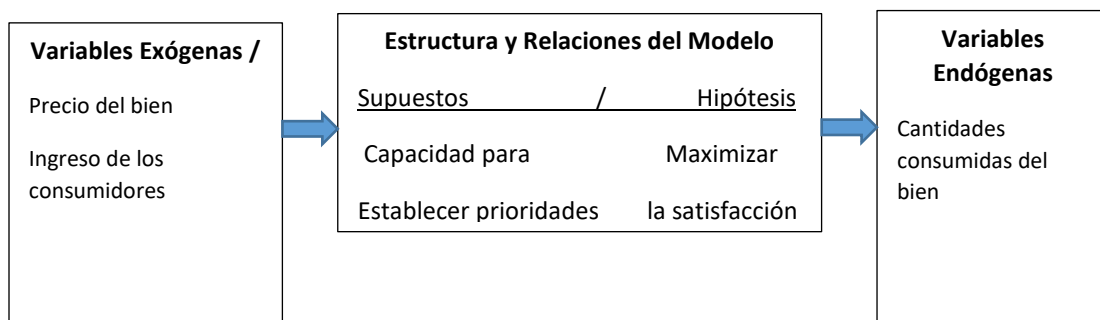 Variables Exógenas /
Precio del bien
Ingreso de los
consumidores
Estructura y Relaciones del Modelo
Supuestos / Hipótesis
Capacidad para Maximizar
Establecer prioridades la satisfacción
Variables
Endógenas
Cantidades
consumidas del
bien